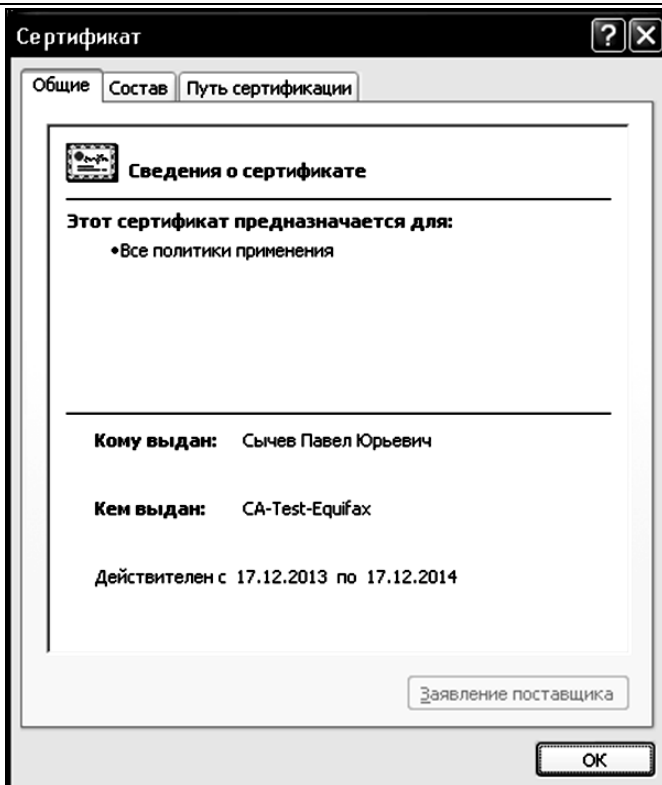 Сертификат
Общие Состав Путь сертификации
Сведения о сертификате
Этот сертификат предназначается для:
•Все политики применения
Кому выдан: Сычев Павел Юрьевич
Кем выдан: CA-Test-Equifax
Действителен с 17.12.2013 по 17.12.2014
Заявление поставщика
ОК